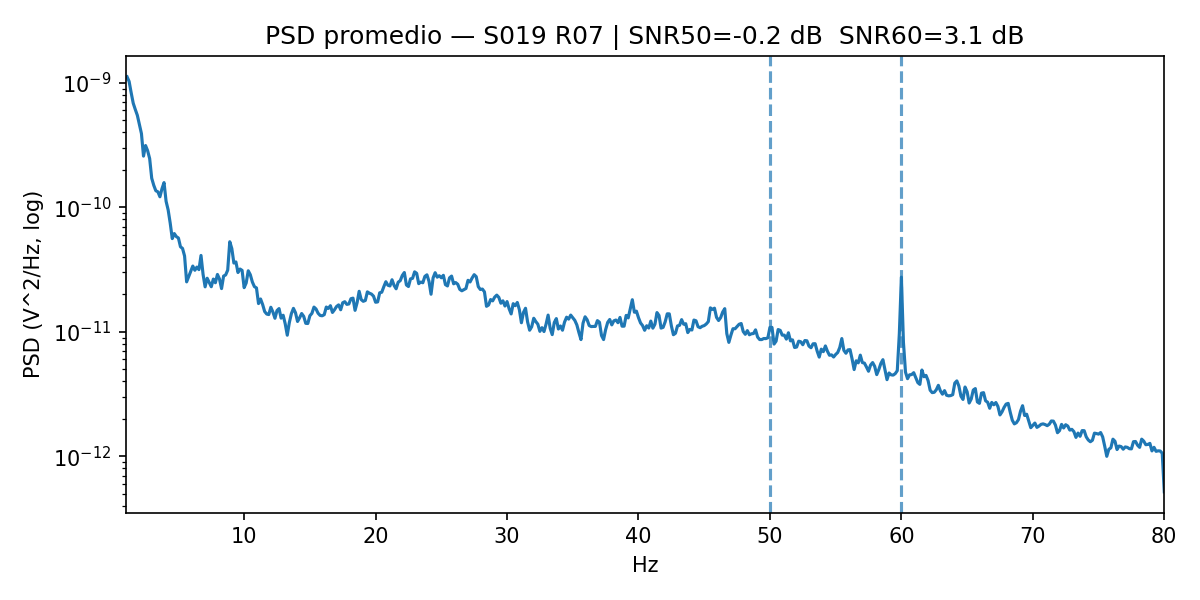 PSD promedio — S019 R07 | SNR50=-0.2 dB  SNR60=3.1 dB
PSD (V^2/Hz, log)
10⁻⁹
10⁻¹⁰
10⁻¹¹
10⁻¹²
10 20 30 40 50 60 70 80
Hz